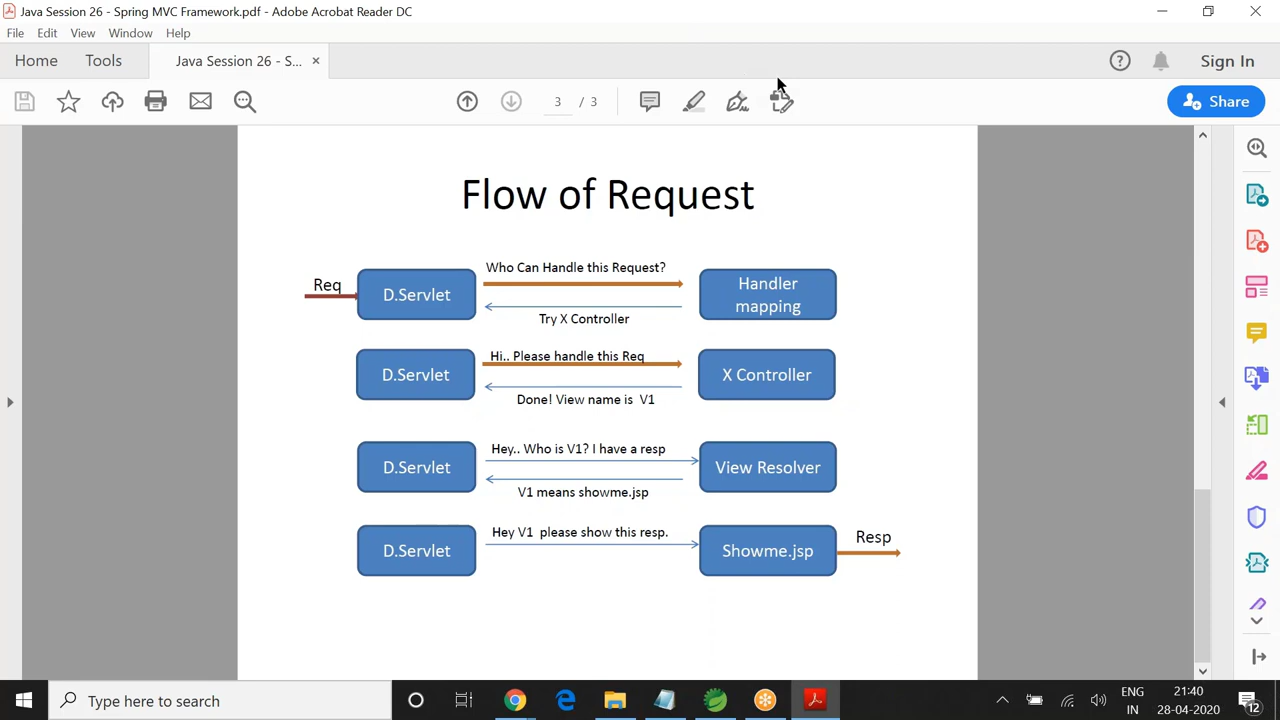 Java Session 26 - Spring MVC Framework.pdf - Adobe Acrobat Reader DC
File Edit View Window Help
Home Tools Java Session 26 - S... × Sign In
3 / 3 Share
Flow of Request
Req
D.Servlet
Who Can Handle this Request?
Try X Controller
Handler
mapping
D.Servlet
Hi.. Please handle this Req
Done! View name is V1
X Controller
D.Servlet
Hey.. Who is V1? I have a resp
V1 means showme.jsp
View Resolver
D.Servlet
Hey V1 please show this resp.
Showme.jsp
Resp
Type here to search
ENG
IN
21:40
28-04-2020
12